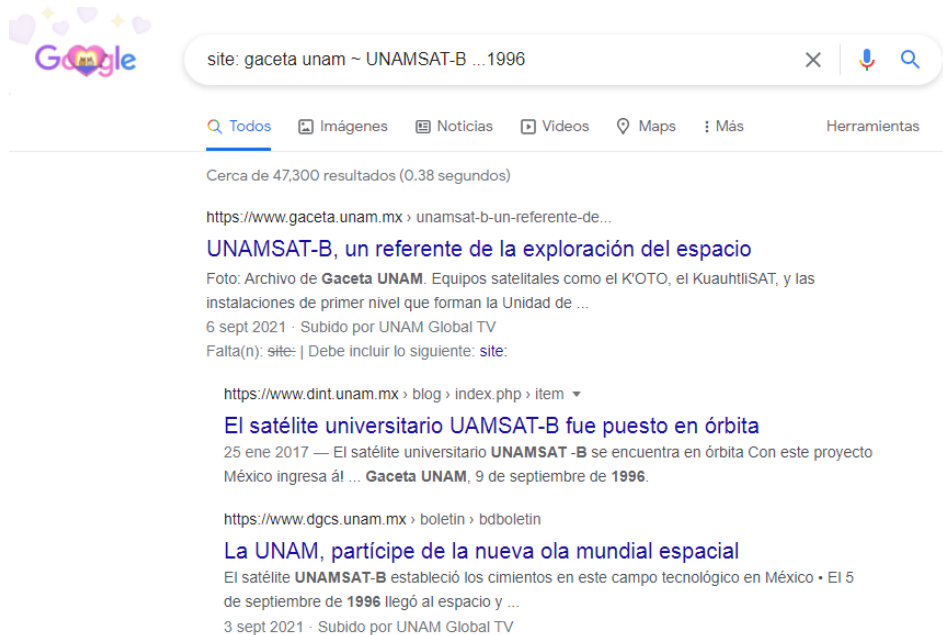 Google
site: gaceta unam ~ UNAMSAT-B ...1996
Todos Imágenes Noticias Videos Maps Más Herramientas
Cerca de 47,300 resultados (0.38 segundos)
https://www.gaceta.unam.mx › unamsat-b-un-referente-de...
UNAMSAT-B, un referente de la exploración del espacio
Foto: Archivo de Gaceta UNAM. Equipos satelitales como el K'OTO, el KuauhtliSAT, y las
instalaciones de primer nivel que forman la Unidad de ...
6 sept 2021 · Subido por UNAM Global TV
Falta(n): site: | Debe incluir lo siguiente: site:
https://www.dint.unam.mx › blog › index.php › item
El satélite universitario UAMSAT-B fue puesto en órbita
25 ene 2017 — El satélite universitario UNAMSAT -B se encuentra en órbita Con este proyecto
México ingresa á! ... Gaceta UNAM, 9 de septiembre de 1996.
https://www.dgcs.unam.mx › boletin › bdboletin
La UNAM, partícipe de la nueva ola mundial espacial
El satélite UNAMSAT-B estableció los cimientos en este campo tecnológico en México • El 5
de septiembre de 1996 llegó al espacio y ...
3 sept 2021 · Subido por UNAM Global TV